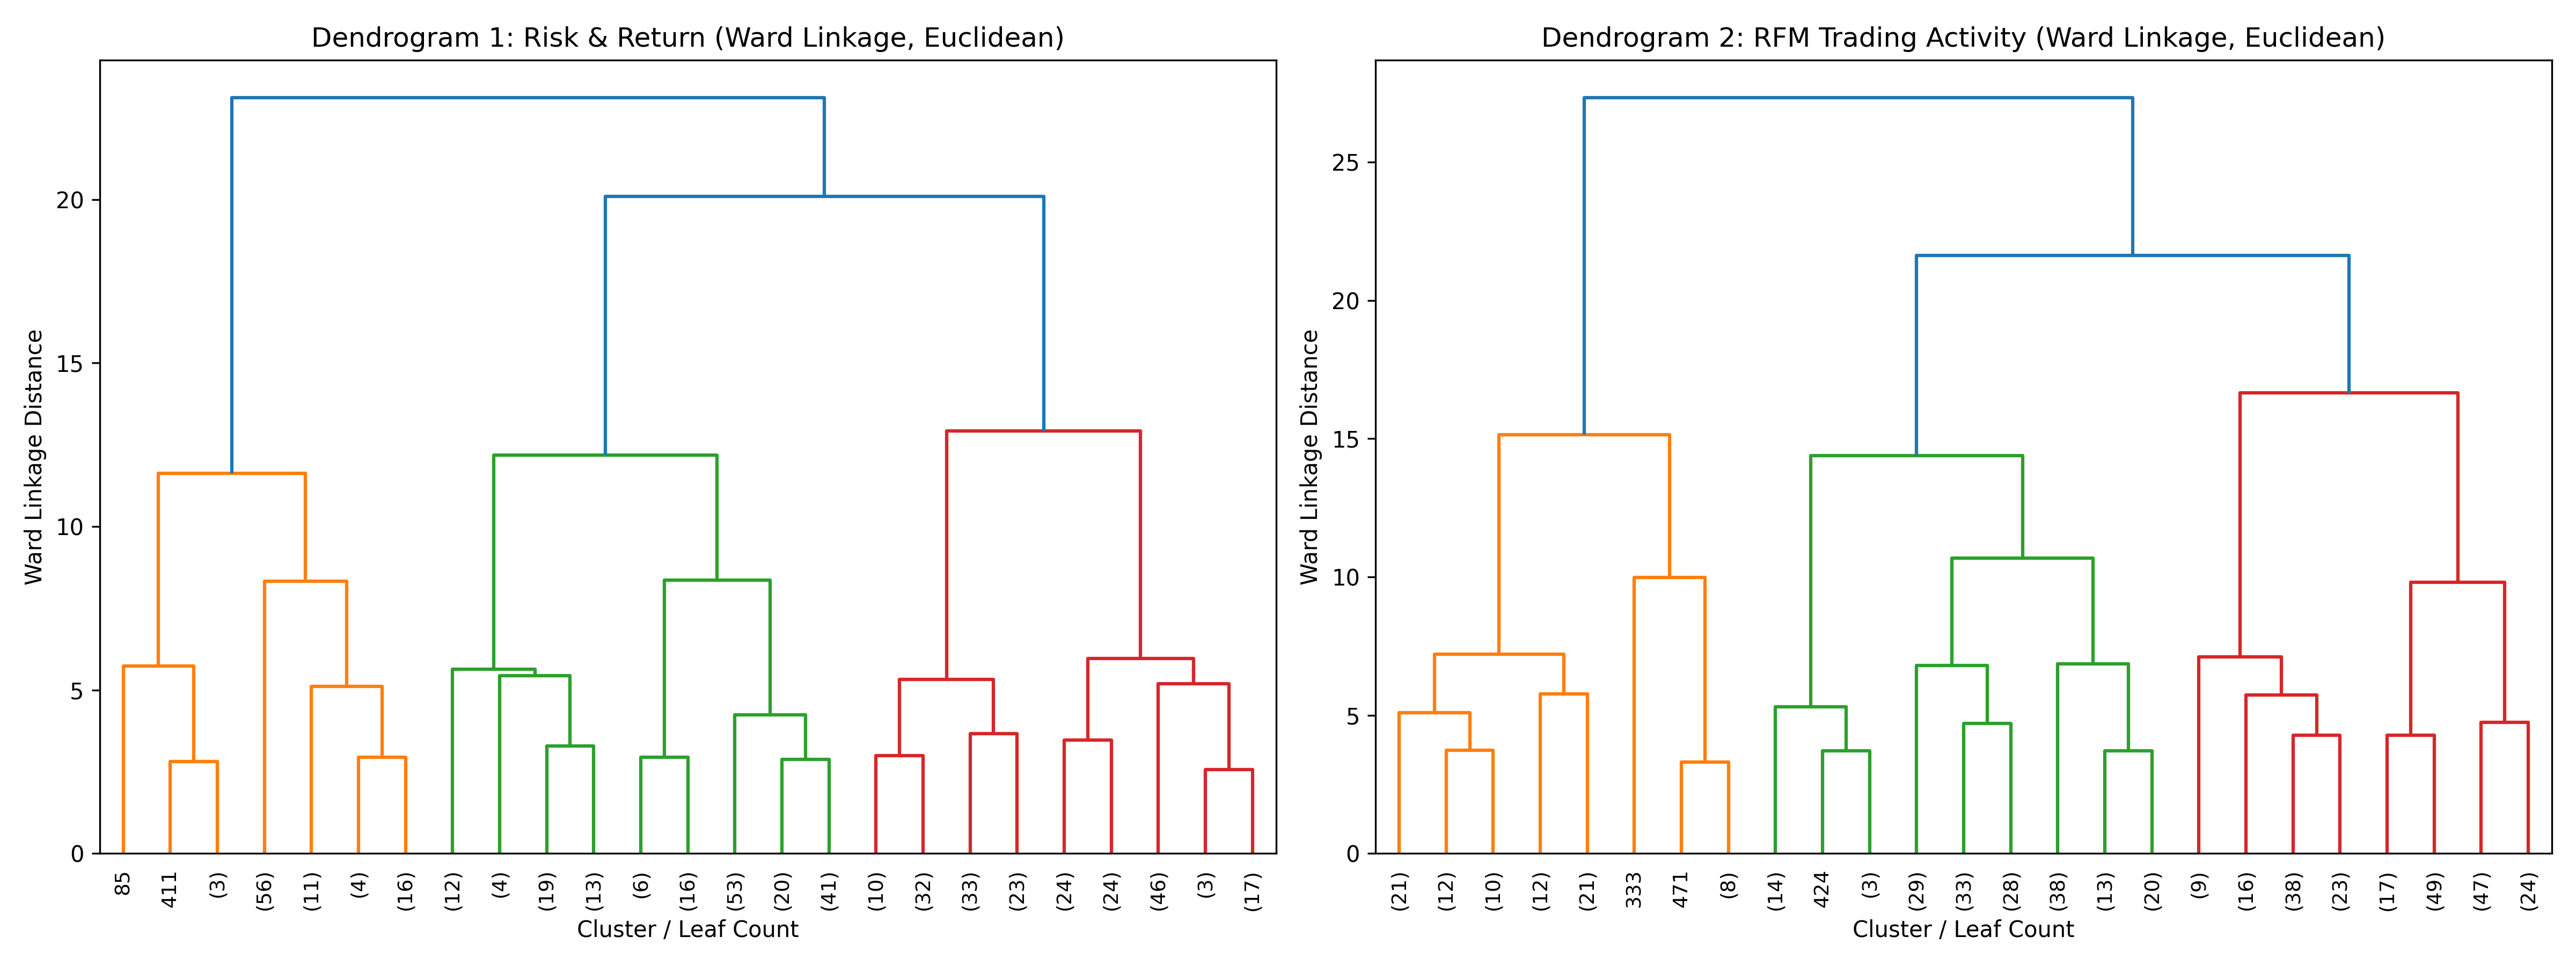 Dendrogram 1: Risk & Return (Ward Linkage, Euclidean)
Ward Linkage Distance
20
15
10
5
0
85 411 (3) (56) (11) (4) (16) (12) (4) (19) (13) (6) (16) (53) (20) (41) (10) (32) (33) (23) (24) (24) (46) (3) (17)
Cluster / Leaf Count
Dendrogram 2: RFM Trading Activity (Ward Linkage, Euclidean)
Ward Linkage Distance
25
20
15
10
5
0
(21) (12) (10) (12) (21) 333 471 (8) (14) 424 (3) (29) (33) (28) (38) (13) (20) (9) (16) (38) (23) (17) (49) (47) (24)
Cluster / Leaf Count